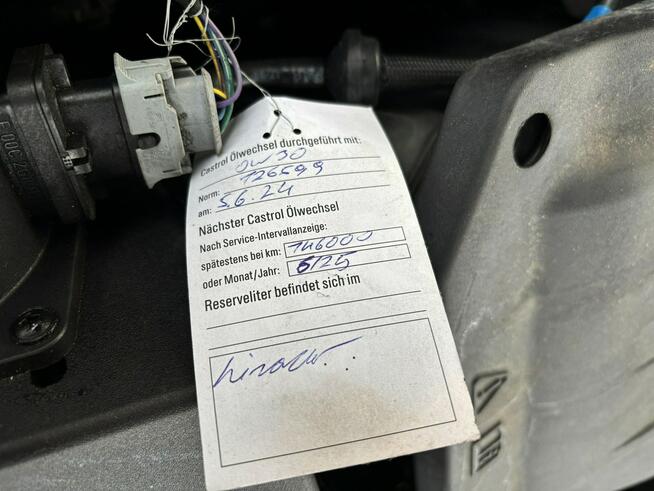 Castrol Ölwechsel durchgeführt mit:
0W30
Norm: 126599
am: 5.6.24
Nächster Castrol Ölwechsel
Nach Service-Intervallanzeige:
spätestens bei km: 146000
oder Monat/Jahr: 6/25
Reserveliter befindet sich im